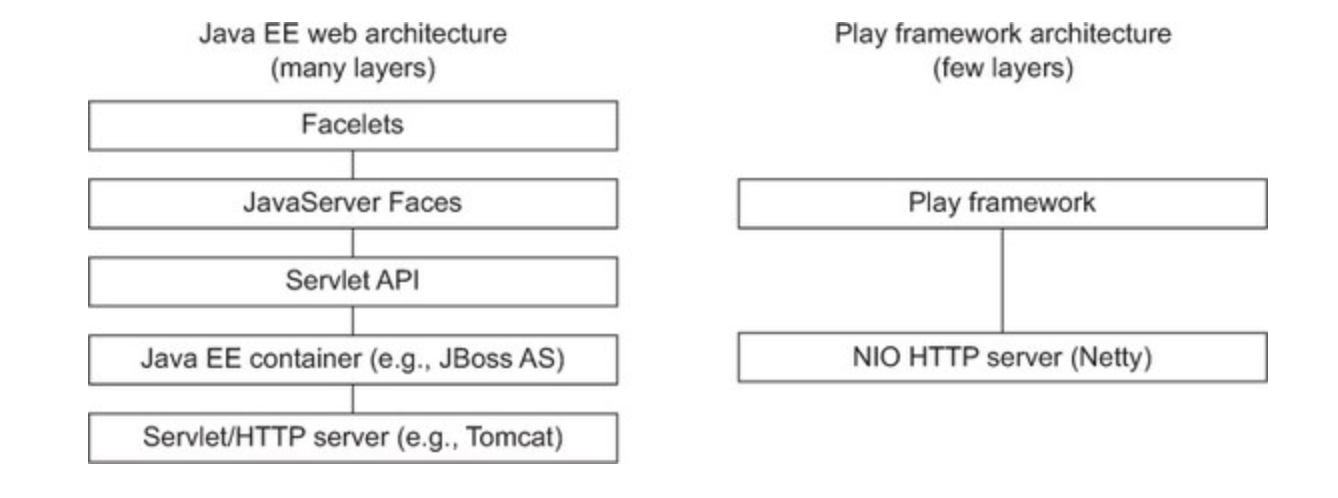 Java EE web architecture
(many layers)
Facelets
JavaServer Faces
Servlet API
Java EE container (e.g., JBoss AS)
Servlet/HTTP server (e.g., Tomcat)
Play framework architecture
(few layers)
Play framework
NIO HTTP server (Netty)